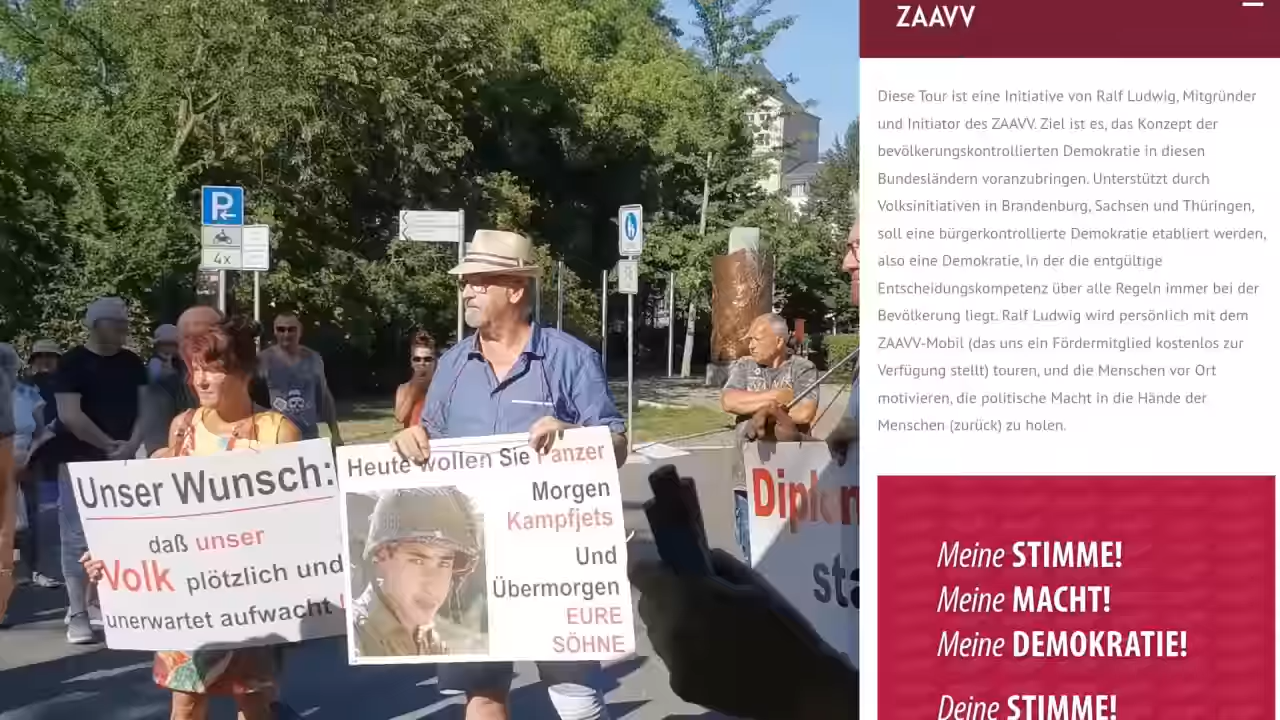 P
4x
Unser Wunsch:
daß unser
Volk plötzlich und
unerwartet aufwacht
Heute wollen Sie Panzer
Morgen
Kampfjets
Und
Übermorgen
EURE
SÖHNE
Diplom
sta
ZAAVV
Diese Tour ist eine Initiative von Ralf Ludwig, Mitgründer
und Initiator des ZAAVV. Ziel ist es, das Konzept der
bevölkerungskontrollierten Demokratie in diesen
Bundesländern voranzubringen. Unterstützt durch
Volksinitiativen in Brandenburg, Sachsen und Thüringen,
soll eine bürgerkontrollierte Demokratie etabliert werden,
also eine Demokratie, in der die entgültige
Entscheidungskompetenz über alle Regeln immer bei der
Bevölkerung liegt. Ralf Ludwig wird persönlich mit dem
ZAAVV-Mobil (das uns ein Fördermitglied kostenlos zur
Verfügung stellt) touren, und die Menschen vor Ort
motivieren, die politische Macht in die Hände der
Menschen (zurück) zu holen.
Meine STIMME!
Meine MACHT!
Meine DEMOKRATIE!
Deine STIMME!